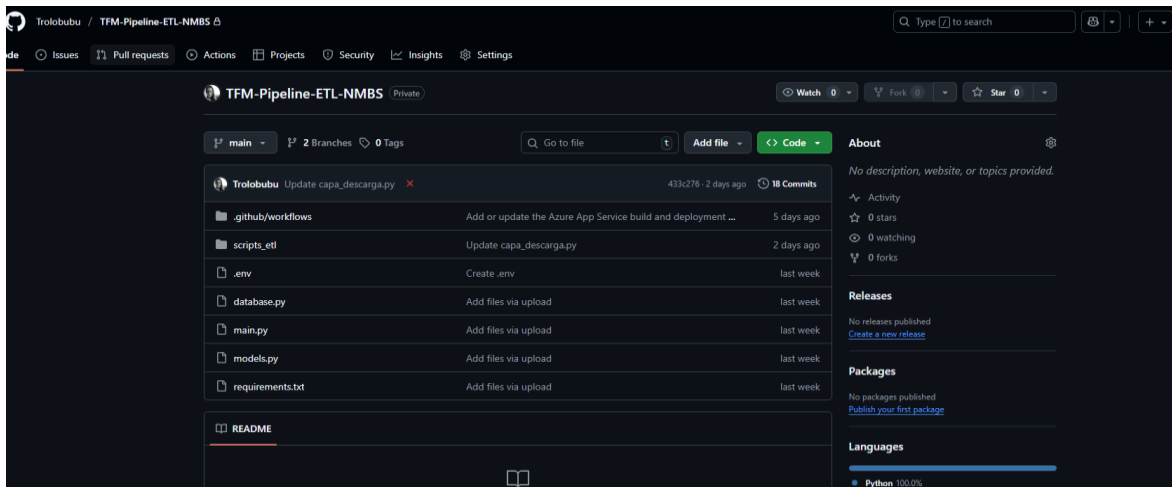 Trolobubu / TFM-Pipeline-ETL-NMBS
Type / to search
de Issues Pull requests Actions Projects Security Insights Settings
TFM-Pipeline-ETL-NMBS Private
Watch 0 Fork 0 Star 0
main 2 Branches 0 Tags Go to file t Add file Code
Trolobubu Update capa_descarga.py 433c276 · 2 days ago 18 Commits
.github/workflows Add or update the Azure App Service build and deployment ... 5 days ago
scripts_etl Update capa_descarga.py 2 days ago
.env Create .env last week
database.py Add files via upload last week
main.py Add files via upload last week
models.py Add files via upload last week
requirements.txt Add files via upload last week
README
About
No description, website, or topics provided.
Activity
0 stars
0 watching
0 forks
Releases
No releases published
Create a new release
Packages
No packages published
Publish your first package
Languages
Python 100.0%